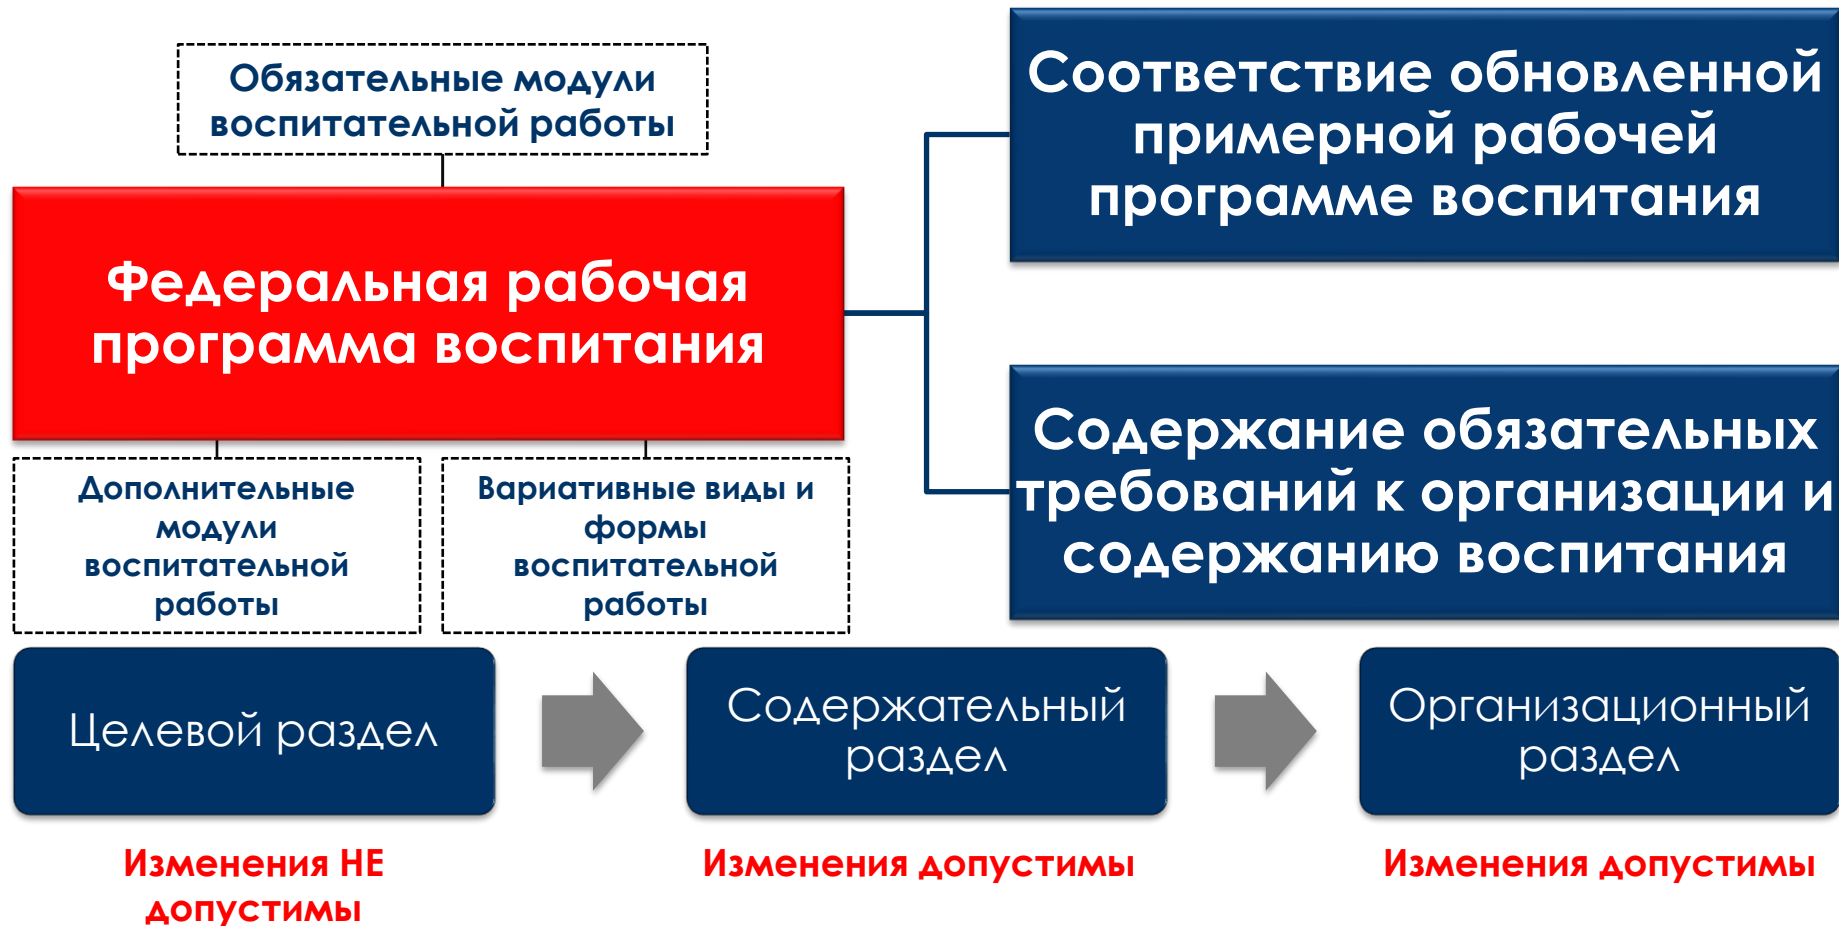 Обязательные модули
воспитательной работы
Федеральная рабочая
программа воспитания
Дополнительные
модули
воспитательной
работы
Вариативные виды и
формы
воспитательной
работы
Соответствие обновленной
примерной рабочей
программе воспитания
Содержание обязательных
требований к организации и
содержанию воспитания
Целевой раздел
Содержательный
раздел
Организационный
раздел
Изменения НЕ
допустимы
Изменения допустимы
Изменения допустимы